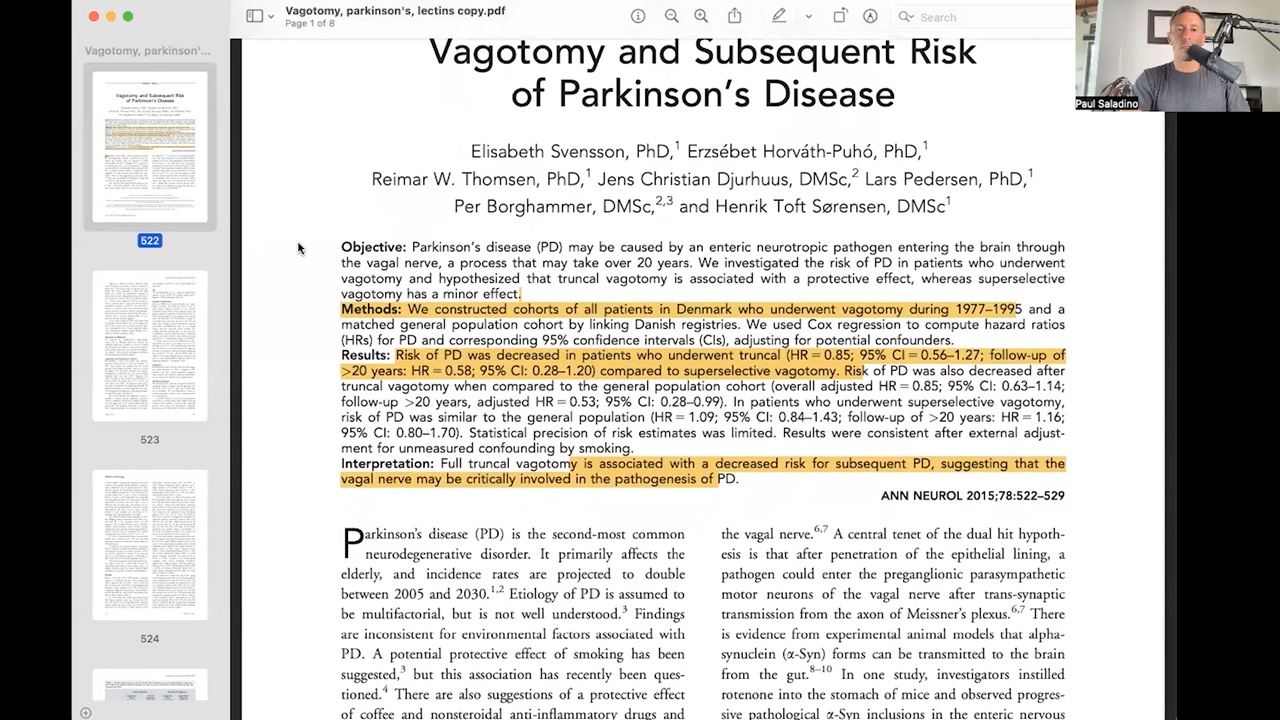 Vagotomy, parkinson's, lectins copy.pdf
Page 1 of 8
Search
Paul Saladino
Vagotomy, parkinson'...
522
523
524
Vagotomy and Subsequent Risk
of Parkinson's Disease
Elisabeth Svensson, PhD,1 Erzsébet Horváth-Puho, PhD,1
Reimar W. Thomsen, PhD, Jens Christian Djurhuus, DMSc,2 Lars Pedersen, PhD,1
Per Borghammer, DMSc,2,3 and Henrik Toft Sørensen, DMSc1
Objective: Parkinson's disease (PD) may be caused by an enteric neurotropic pathogen entering the brain through
the vagal nerve, a process that may take over 20 years. We investigated the risk of PD in patients who underwent
vagotomy and hypothesized that truncal vagotomy is associated with a protective effect, whereas superselective
vagotomy has a minor effect.
Methods: We constructed cohorts of all patients in Denmark who underwent vagotomy during 1977–1995 and a
matched general population cohort by linking Danish registries. We used Cox regression to compute hazard ratios
(HRs) for PD and corresponding 95% confidence intervals (CIs), adjusting for potential confounders.
Results: Risk of PD was decreased in patients who underwent truncal (HR = 0.85; 95% CI = 0.56–1.27; follow-up of
>20 years: HR = 0.58; 95% CI: 0.28–1.20) compared to superselective vagotomy. Risk of PD was also decreased after
truncal vagotomy when compared to the general population cohort (overall adjusted HR = 0.85; 95% CI: 0.63–1.14;
follow-up >20 years, adjusted HR = 0.53; 95% CI: 0.28–0.99). In patients who underwent superselective vagotomy,
risk of PD was similar to the general population (HR = 1.09; 95% CI: 0.84–1.43; follow-up of >20 years: HR = 1.16;
95% CI: 0.80–1.70). Statistical precision of risk estimates was limited. Results were consistent after external adjust-
ment for unmeasured confounding by smoking.
Interpretation: Full truncal vagotomy is associated with a decreased risk for subsequent PD, suggesting that the
vagal nerve may be critically involved in the pathogenesis of PD.
ANN NEUROL 2015;78:522–529
Parkinson's disease (PD) is the second most common
neurodegenerative disorder. It primarily affects the
elderly, and incidence rates are expected to double
between 2005 and 2030.1,2 Etiology of PD is assumed to
be multifactorial, but is not well understood.3 Findings
are inconsistent for environmental factors associated with
PD. A potential protective effect of smoking has been
suggested,3 but this association has recently been ques-
tioned.4 There are also suggestions of a protective effect
of coffee and nonsteroidal anti-inflammatory drugs and
the vagal nerve. A central tenet of the dual hit hypoth-
esis is that after penetration of the epithelial lining, a
pathogen could enter preganglionic parasympathetic
motor neurons of the vagal nerve after transsynaptic
transmission from the axon of Meissner's plexus.6,7 There
is evidence from experimental animal models that alpha-
synuclein (α-Syn) forms can be transmitted to the brain
from the gut.8–10 One study investigators instilled
rotenone into the stomach of mice and observed progres-
sive pathological α-Syn inclusions in the enteric nervous